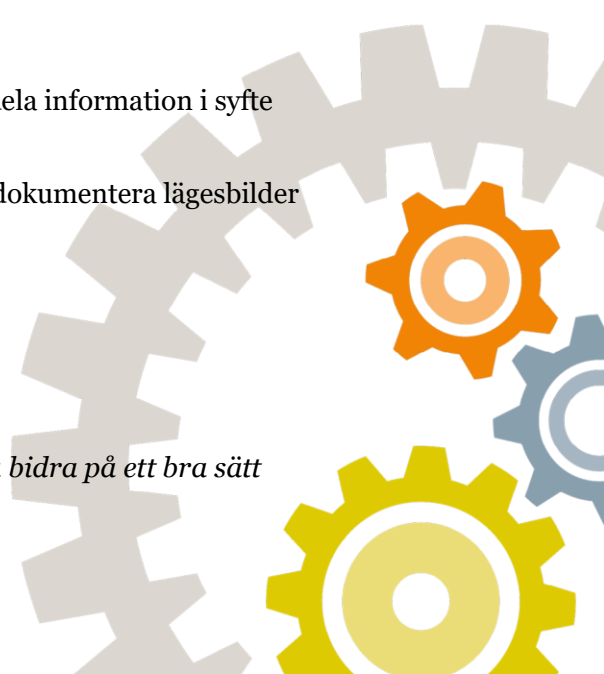 ela information i syfte
dokumentera lägesbilder
bidra på ett bra sätt